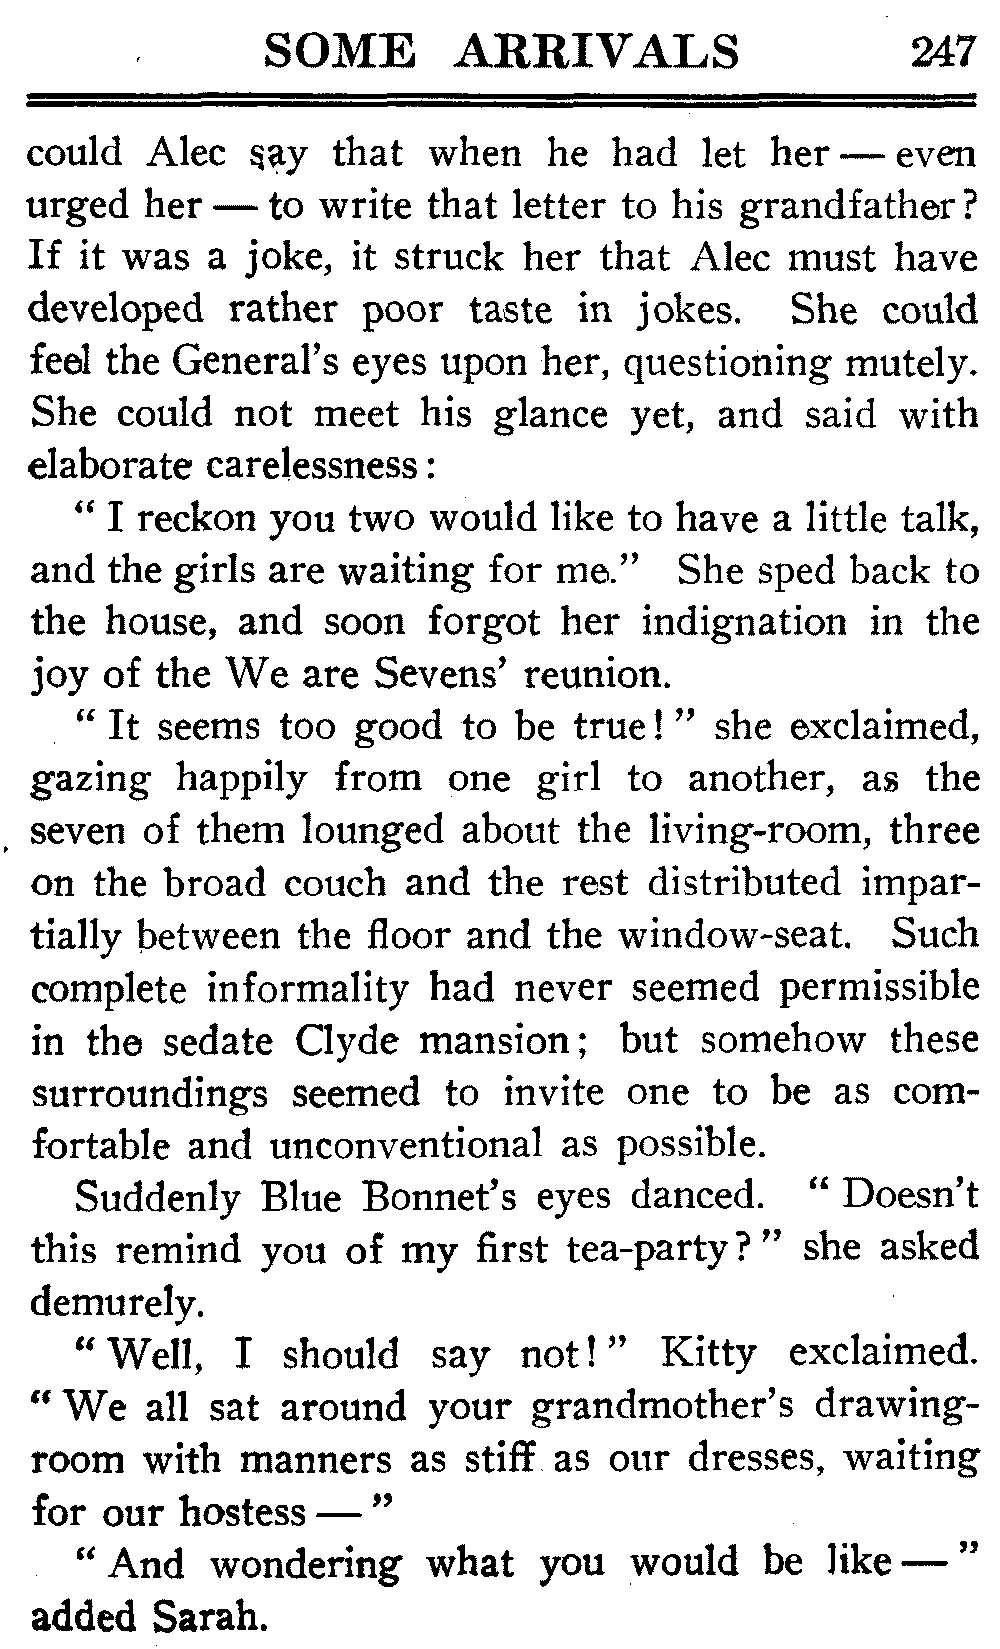 SOME ARRIVALS 247
could Alec say that when he had let her — even
urged her — to write that letter to his grandfather?
If it was a joke, it struck her that Alec must have
developed rather poor taste in jokes. She could
feel the General's eyes upon her, questioning mutely.
She could not meet his glance yet, and said with
elaborate carelessness:
" I reckon you two would like to have a little talk,
and the girls are waiting for me." She sped back to
the house, and soon forgot her indignation in the
joy of the We are Sevens' reunion.
" It seems too good to be true! " she exclaimed,
gazing happily from one girl to another, as the
seven of them lounged about the living-room, three
on the broad couch and the rest distributed impar-
tially between the floor and the window-seat. Such
complete informality had never seemed permissible
in the sedate Clyde mansion; but somehow these
surroundings seemed to invite one to be as com-
fortable and unconventional as possible.
Suddenly Blue Bonnet's eyes danced. " Doesn't
this remind you of my first tea-party? " she asked
demurely.
" Well, I should say not! " Kitty exclaimed.
" We all sat around your grandmother's drawing-
room with manners as stiff as our dresses, waiting
for our hostess — "
" And wondering what you would be like — "
added Sarah.